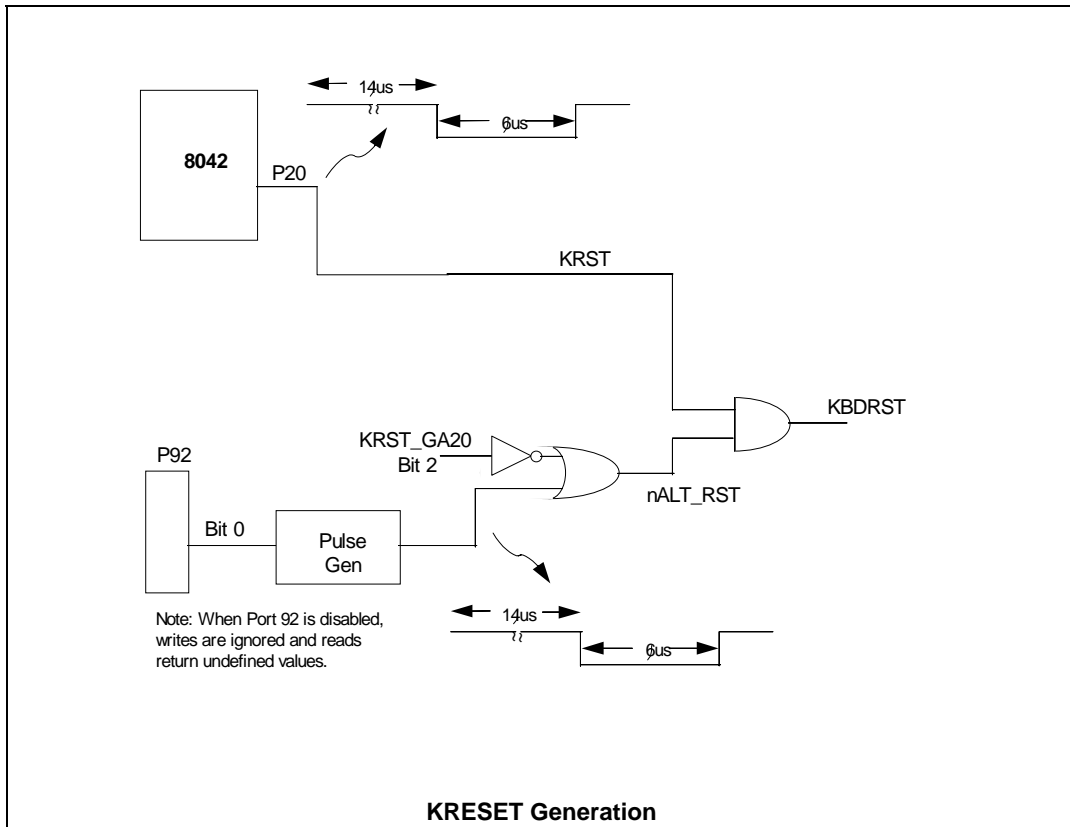 14us
6us
8042
P20
KRST
KBDRST
KRST_GA20
Bit 2
nALT_RST
P92
Bit 0
Pulse
Gen
14us
6us
Note: When Port 92 is disabled,
writes are ignored and reads
return undefined values.
KRESET Generation